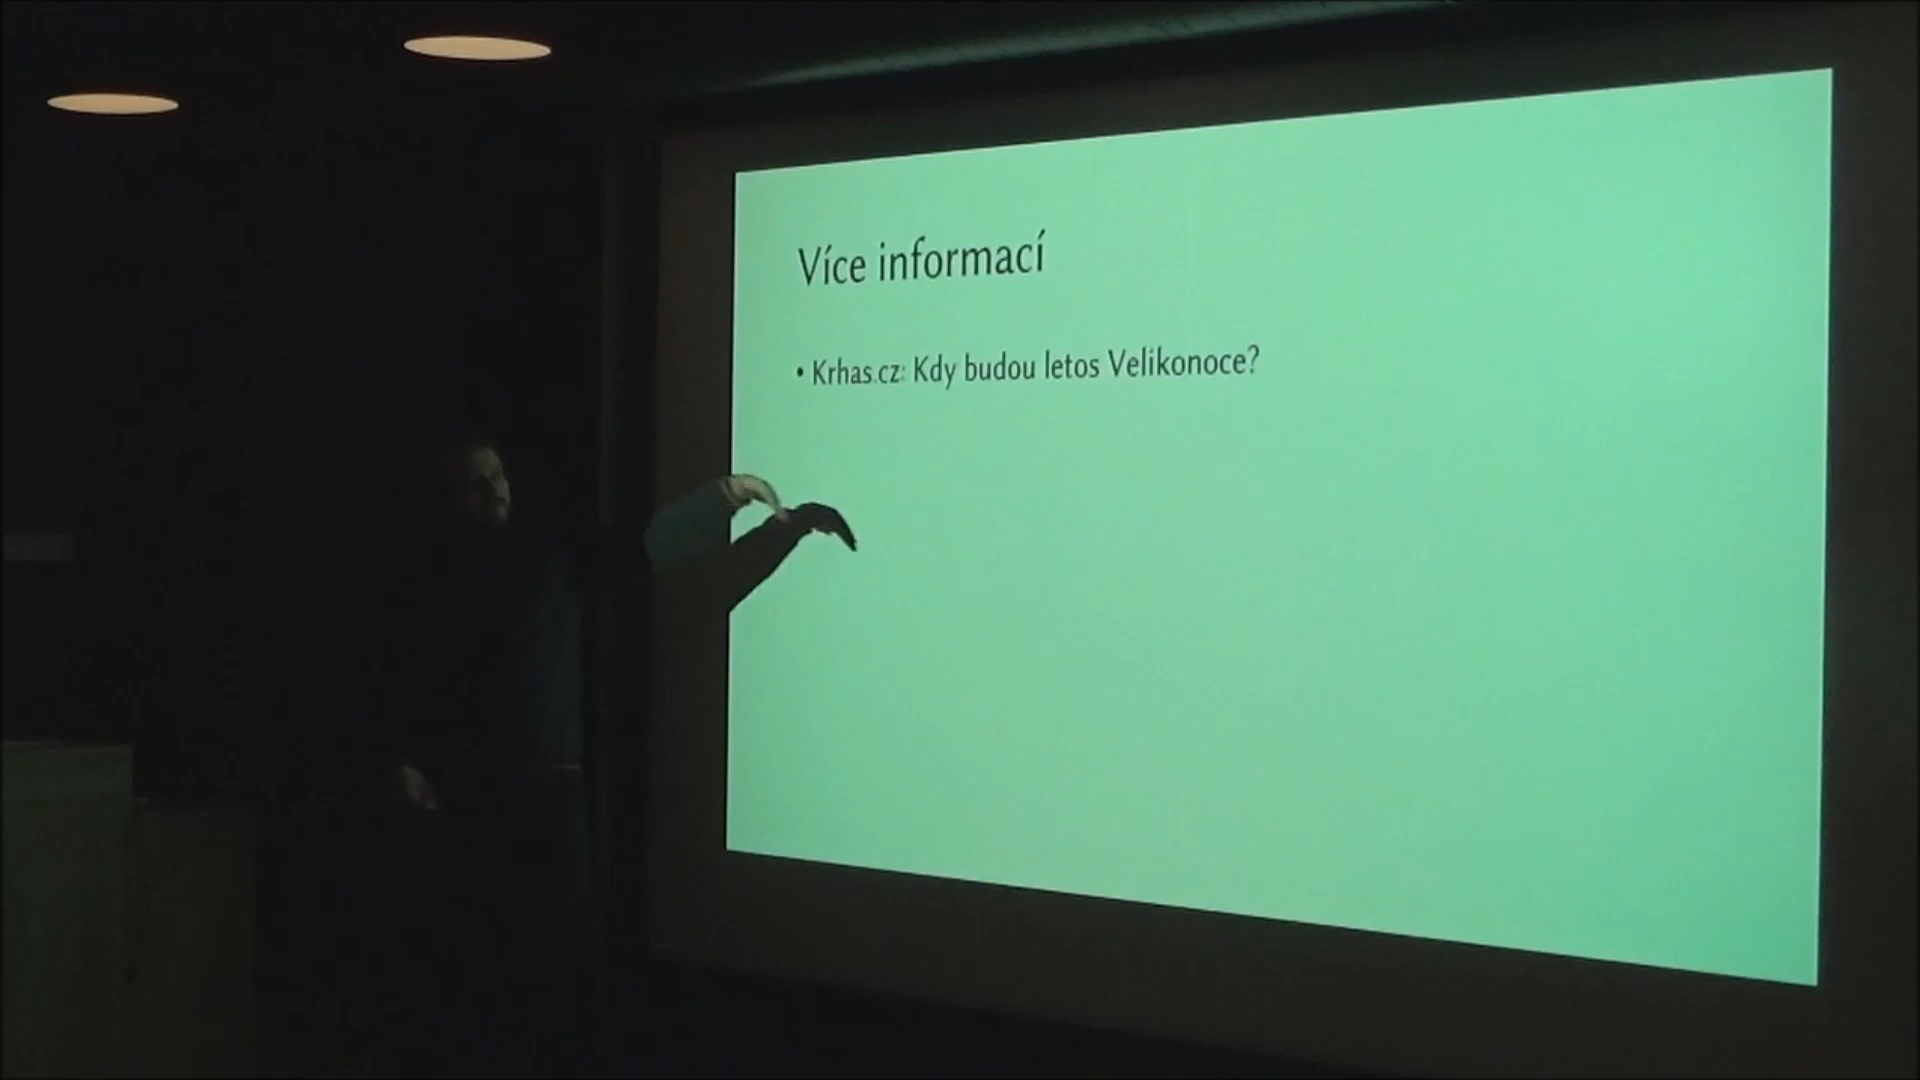 Více informací
• Krhas.cz: Kdy budou letos Velikonoce?